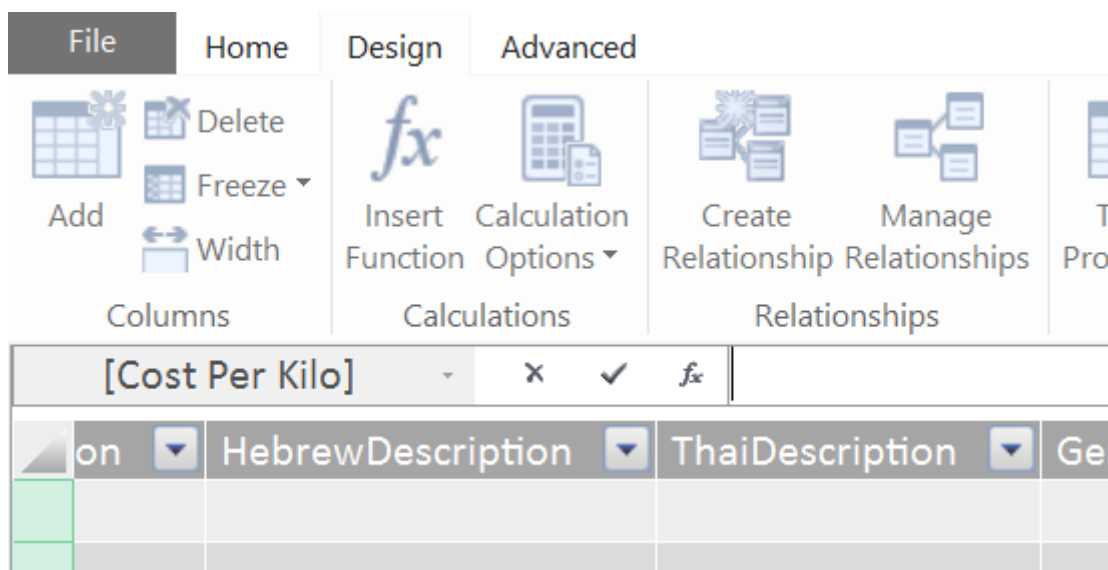 File Home Design Advanced
Delete
Freeze
Width
Add
fx
Insert Function
Calculation Options
Create Relationship
Manage Relationships
Columns
Calculations
Relationships
[Cost Per Kilo] fx
on HebrewDescription ThaiDescription